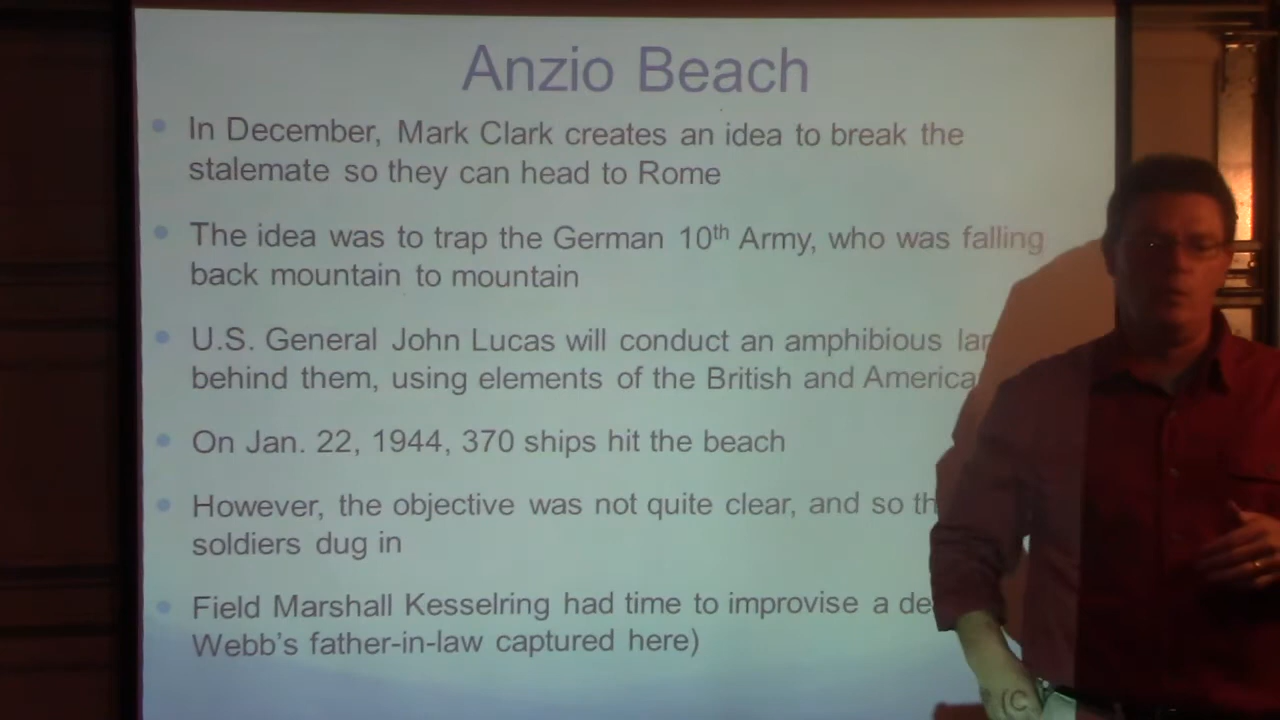 Anzio Beach
In December, Mark Clark creates an idea to break the
stalemate so they can head to Rome
The idea was to trap the German 10th Army, who was falling
back mountain to mountain
U.S. General John Lucas will conduct an amphibious
behind them, using elements of the British and America
On Jan. 22, 1944, 370 ships hit the beach
However, the objective was not quite clear, and so
soldiers dug in
Field Marshall Kesselring had time to improvise a
Webb's father-in-law captured here)